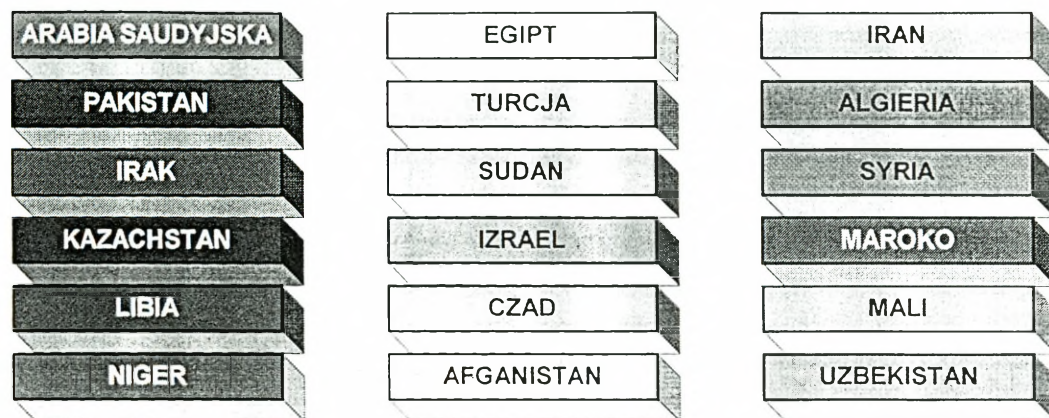 ARABIA SAUDYJSKA
EGIPT
IRAN
PAKISTAN
TURCJA
ALGIERIA
IRAK
SUDAN
SYRIA
KAZACHSTAN
IZRAEL
MAROKO
LIBIA
CZAD
MALI
NIGER
AFGANISTAN
UZBEKISTAN